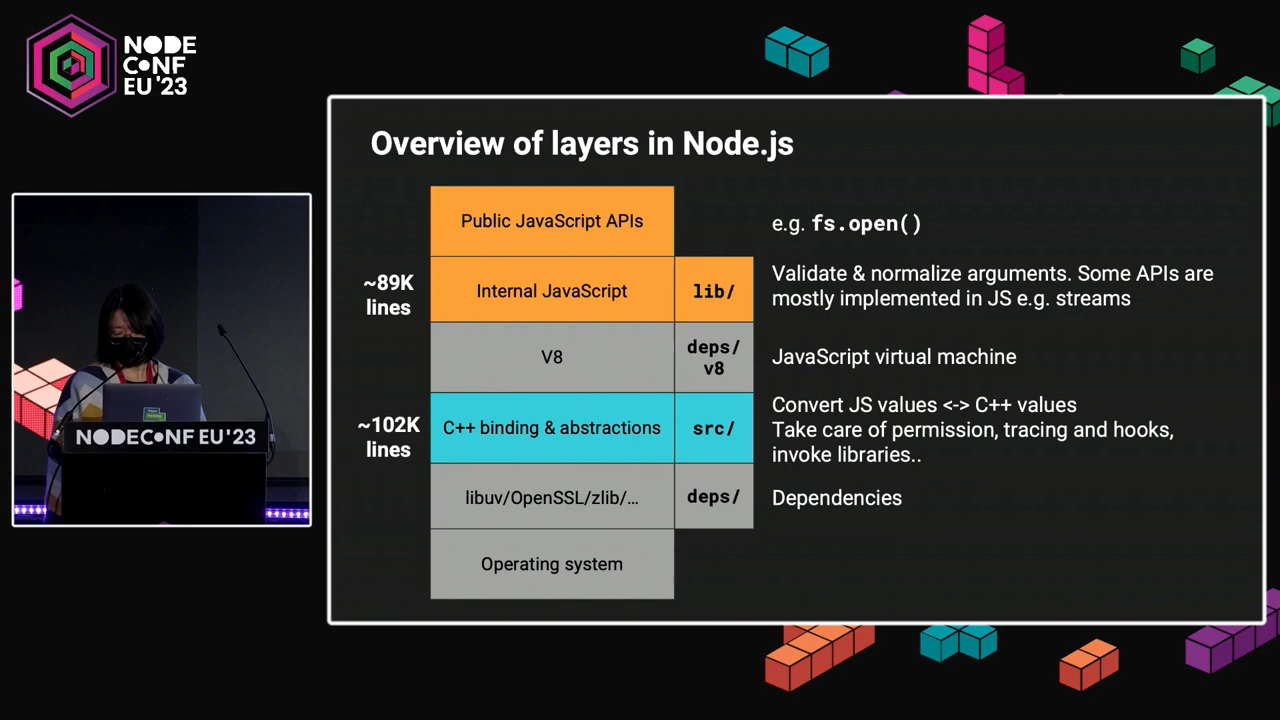 NODE
CONF
EU '23
Overview of layers in Node.js
Public JavaScript APIs
e.g. fs.open()
~89K
lines
Internal JavaScript
lib/
Validate & normalize arguments. Some APIs are
mostly implemented in JS e.g. streams
V8
deps/
v8
JavaScript virtual machine
~102K
lines
C++ binding & abstractions
src/
Convert JS values <-> C++ values
Take care of permission, tracing and hooks,
invoke libraries..
libuv/OpenSSL/zlib/...
deps/
Dependencies
Operating system
NODECONF EU'23